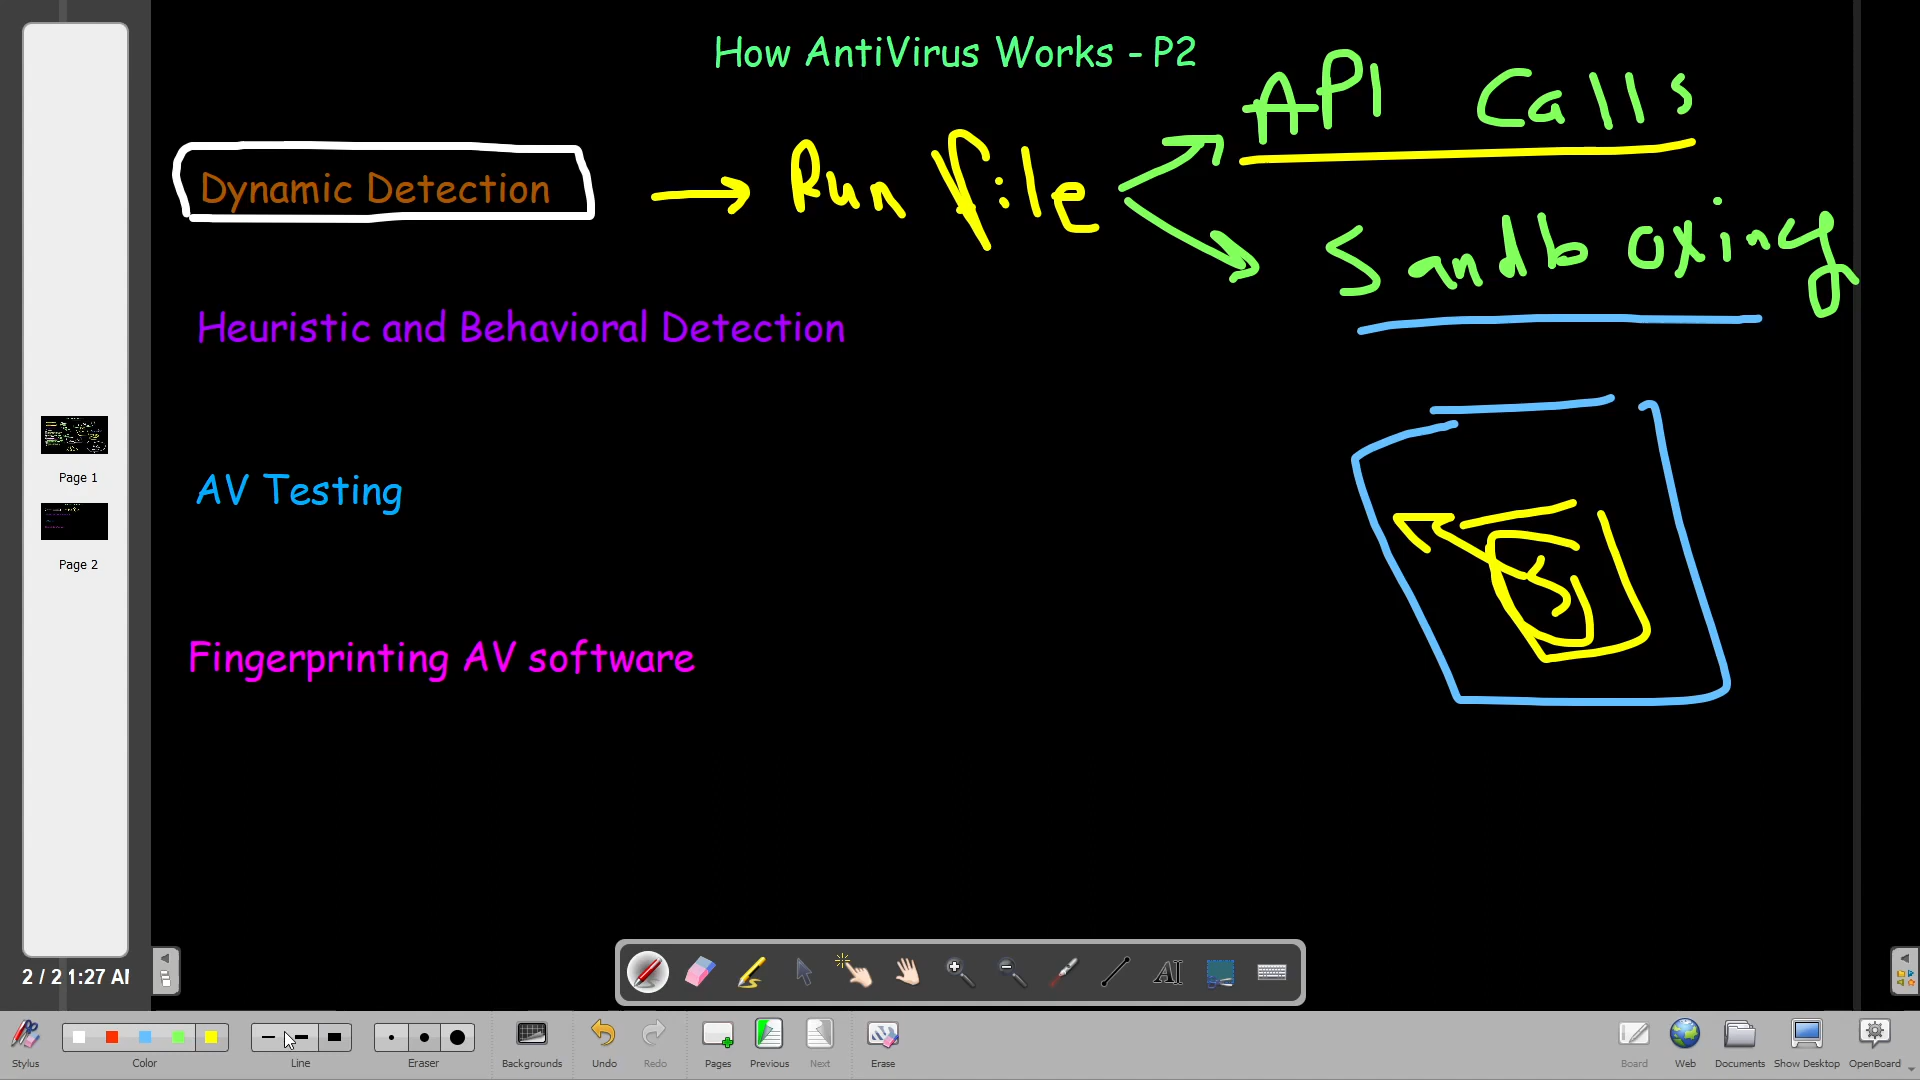 How AntiVirus Works - P2
API Calls
Dynamic Detection
Run file
Sandboxing
Heuristic and Behavioral Detection
AV Testing
S
Fingerprinting AV software
Page 1
Page 2
2 / 2 1:27 AM
AI
Stylus
Color
Line
Eraser
Backgrounds
Undo
Redo
Pages
Previous
Next
Erase
Board
Web
Documents
Show Desktop
OpenBoard